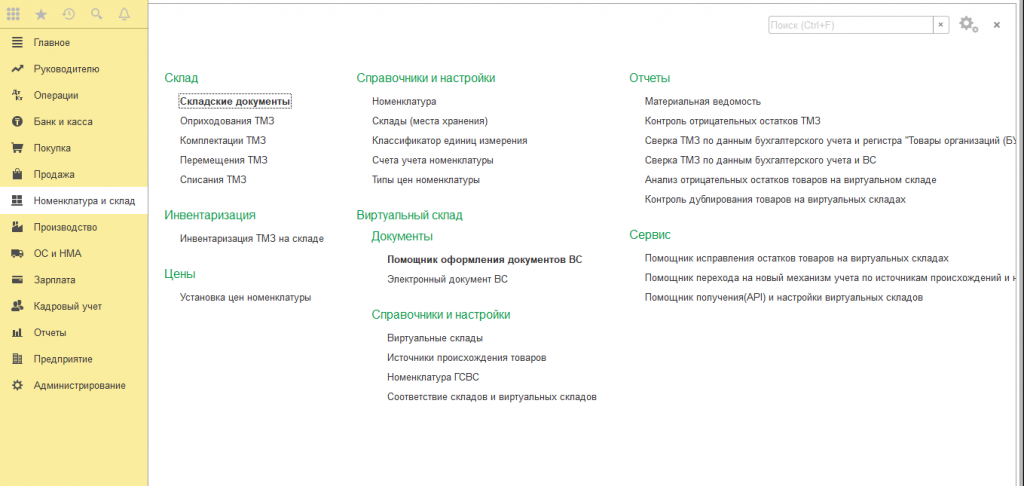 Поиск (Ctrl+F)
Главное
Руководителю
Операции
Банк и касса
Покупка
Продажа
Номенклатура и склад
Производство
ОС и НМА
Зарплата
Кадровый учет
Отчеты
Предприятие
Администрирование
Склад
Складские документы
Оприходования ТМЗ
Комплектации ТМЗ
Перемещения ТМЗ
Списания ТМЗ
Инвентаризация
Инвентаризация ТМЗ на складе
Цены
Установка цен номенклатуры
Справочники и настройки
Номенклатура
Склады (места хранения)
Классификатор единиц измерения
Счета учета номенклатуры
Типы цен номенклатуры
Виртуальный склад
Документы
Помощник оформления документов ВС
Электронный документ ВС
Справочники и настройки
Виртуальные склады
Источники происхождения товаров
Номенклатура ГСВС
Соответствие складов и виртуальных складов
Отчеты
Материальная ведомость
Контроль отрицательных остатков ТМЗ
Сверка ТМЗ по данным бухгалтерского учета и регистра "Товары организаций (БУ
Сверка ТМЗ по данным бухгалтерского учета и ВС
Анализ отрицательных остатков товаров на виртуальном складе
Контроль дублирования товаров на виртуальных складах
Сервис
Помощник исправления остатков товаров на виртуальных складах
Помощник перехода на новый механизм учета по источникам происхождений и н
Помощник получения(API) и настройки виртуальных складов